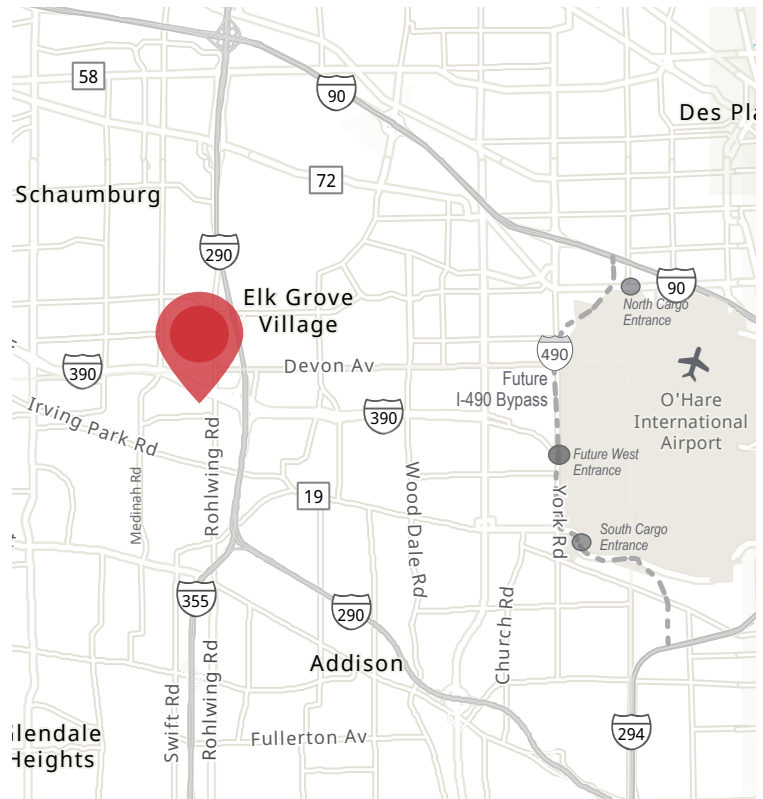 58
90
Des Pla
72
Schaumburg
290
90
Elk Grove
Village
North Cargo
Entrance
490
Devon Av
390
Future
I-490 Bypass
O'Hare
International
Airport
390
Irving Park Rd
Rohlwing Rd
Medinah Rd
Wood Dale Rd
Future West
Entrance
19
York Rd
South Cargo
Entrance
355
290
Church Rd
Addison
Rohlwing Rd
Swift Rd
Fullerton Av
294
Glendale
Heights